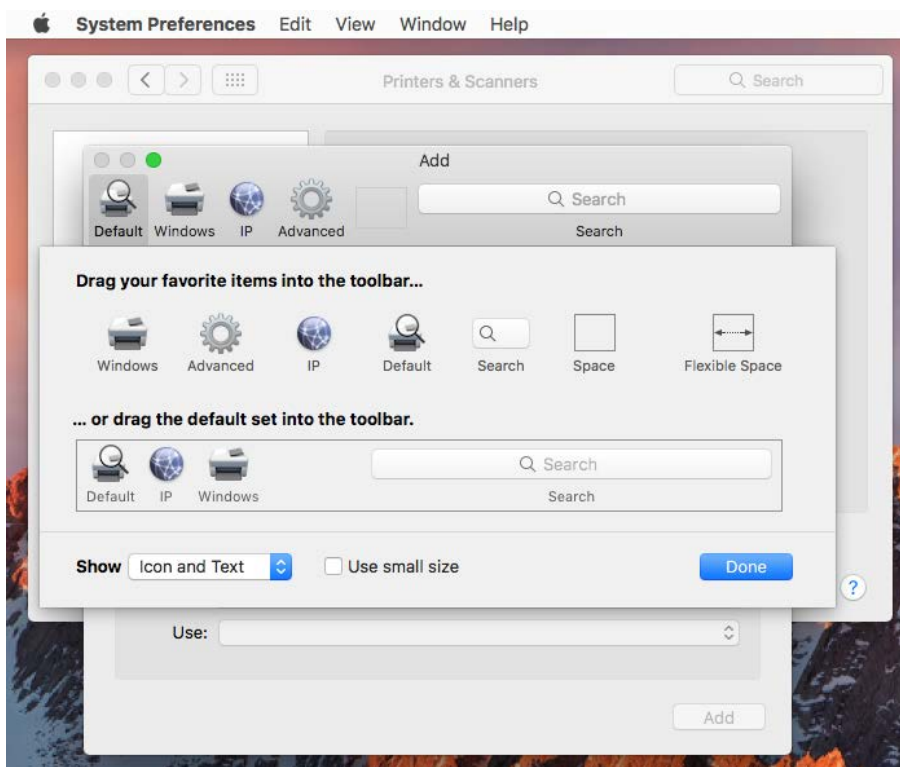 System Preferences Edit View Window Help
Printers & Scanners
Search
Add
Search
Default Windows IP Advanced Search
Drag your favorite items into the toolbar...
Windows Advanced IP Default Search Space Flexible Space
... or drag the default set into the toolbar.
Search
Default IP Windows Search
Show Icon and Text Use small size Done
?
Use:
Add